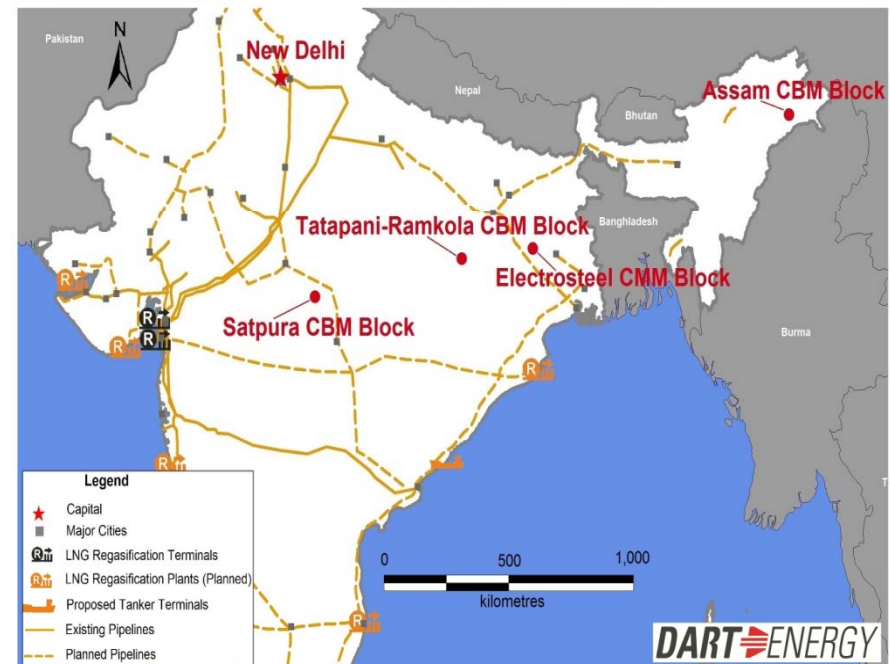 N
Pakistan
New Delhi
Nepal
Assam CBM Block
Bhutan
Tatapani-Ramkola CBM Block
Banghladesh
Electrosteel CMM Block
Satpura CBM Block
Burma
R
R
R
R
R
R
R
T
Legend
Capital
Major Cities
R LNG Regasification Terminals
R LNG Regasification Plants (Planned)
Proposed Tanker Terminals
Existing Pipelines
Planned Pipelines
0 500 1,000
kilometres
DART ENERGY